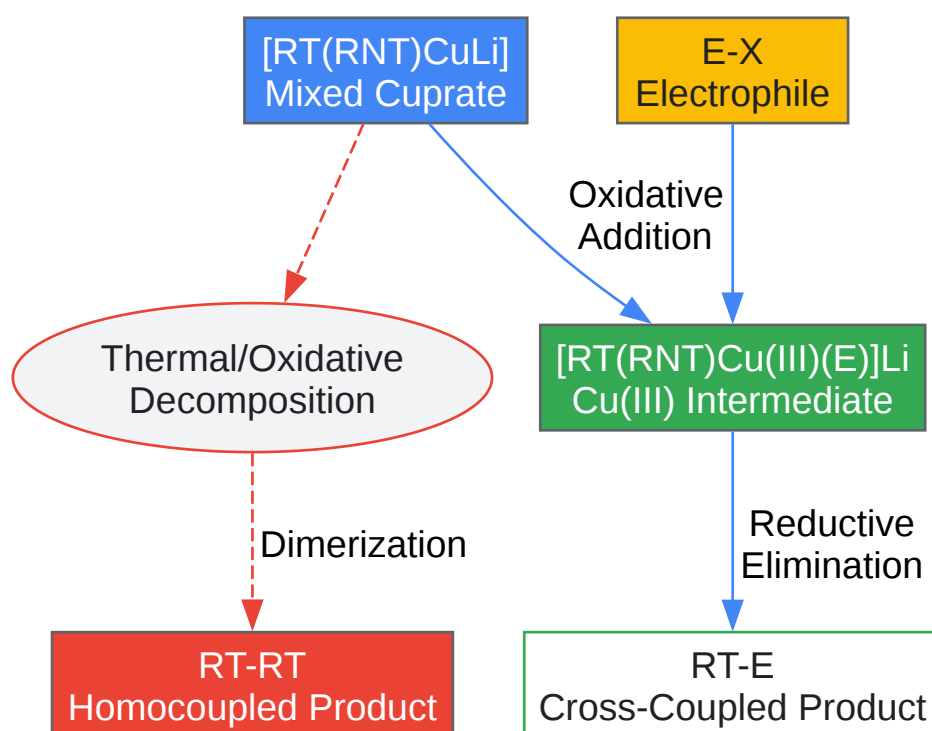 [RT(RNT)CuLi]
Mixed Cuprate
E-X
Electrophile
Oxidative
Addition
Thermal/Oxidative
Decomposition
[RT(RNT)Cu(III)(E)]Li
Cu(III) Intermediate
Dimerization
Reductive
Elimination
RT-RT
Homocoupled Product
RT-E
Cross-Coupled Product